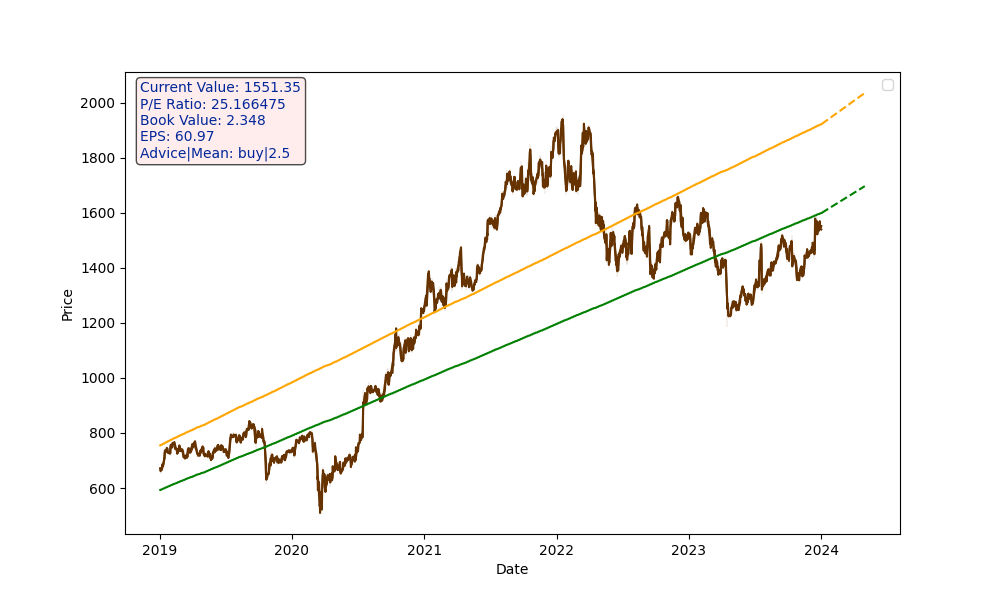 Current Value: 1551.35
P/E Ratio: 25.166475
Book Value: 2.348
EPS: 60.97
Advice|Mean: buy|2.5
2000
1800
1600
1400
1200
1000
800
600
Price
2019 2020 2021 2022 2023 2024
Date